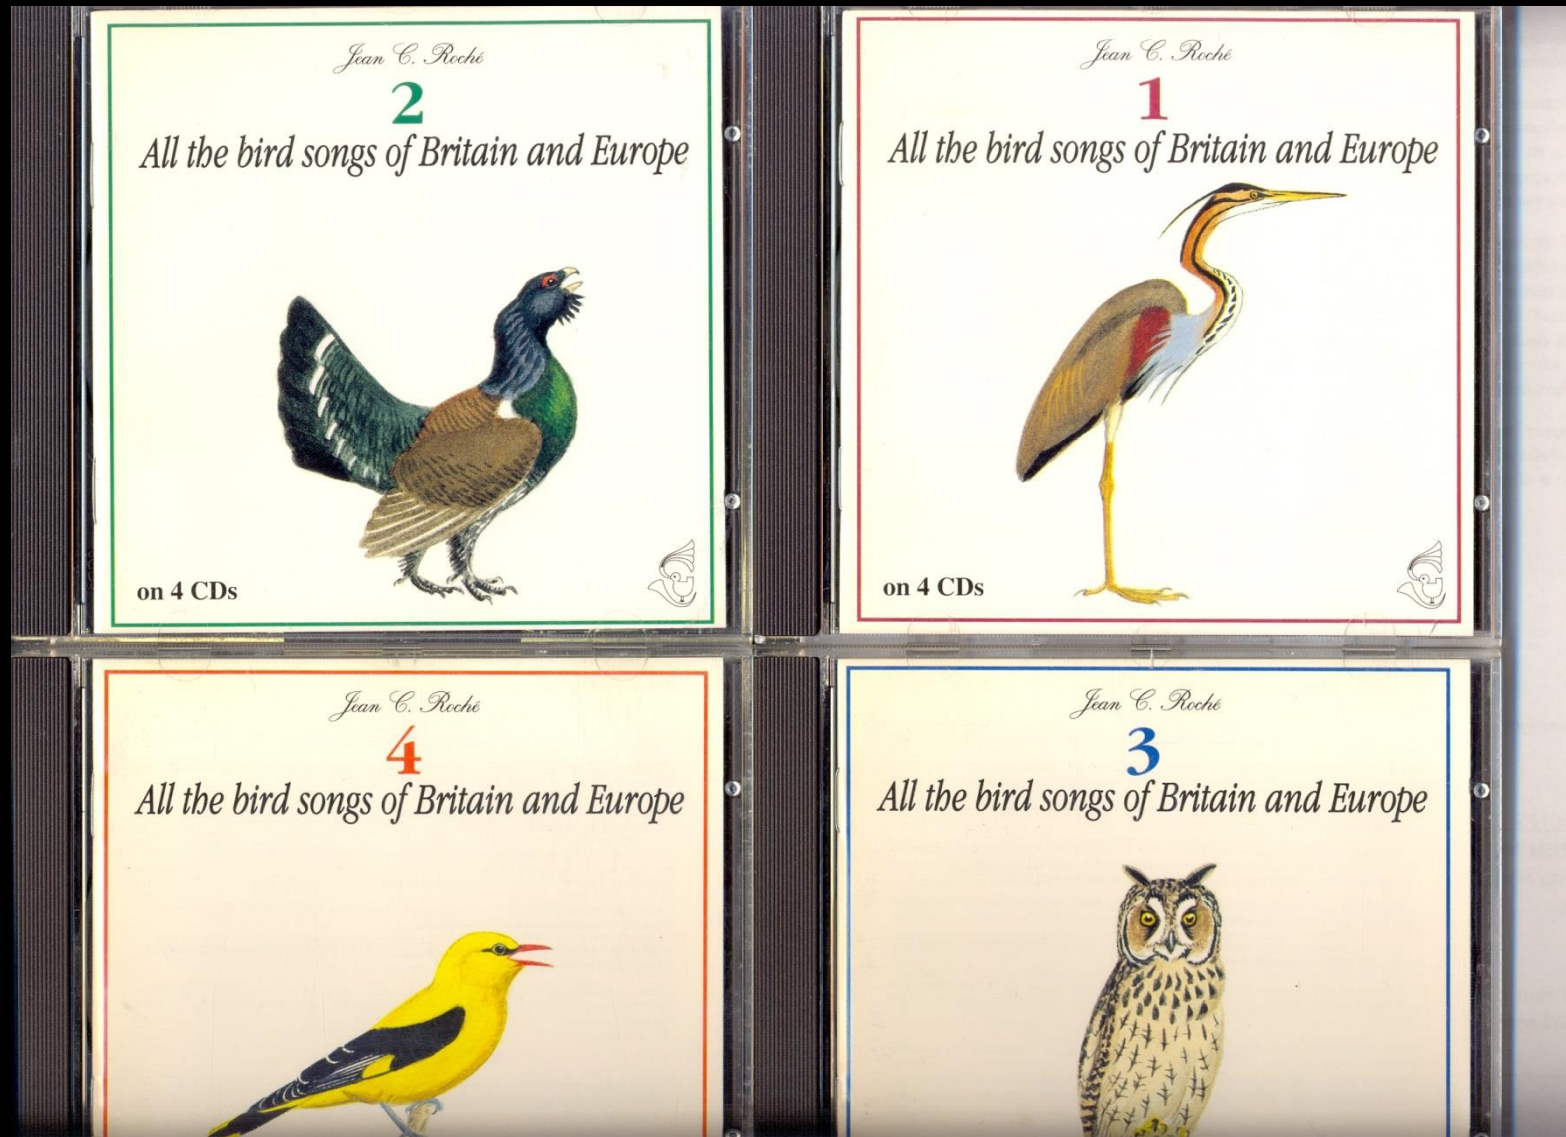 Jean C. Roché
2
All the bird songs of Britain and Europe
on 4 CDs
Jean C. Roché
1
All the bird songs of Britain and Europe
on 4 CDs
Jean C. Roché
4
All the bird songs of Britain and Europe
Jean C. Roché
3
All the bird songs of Britain and Europe